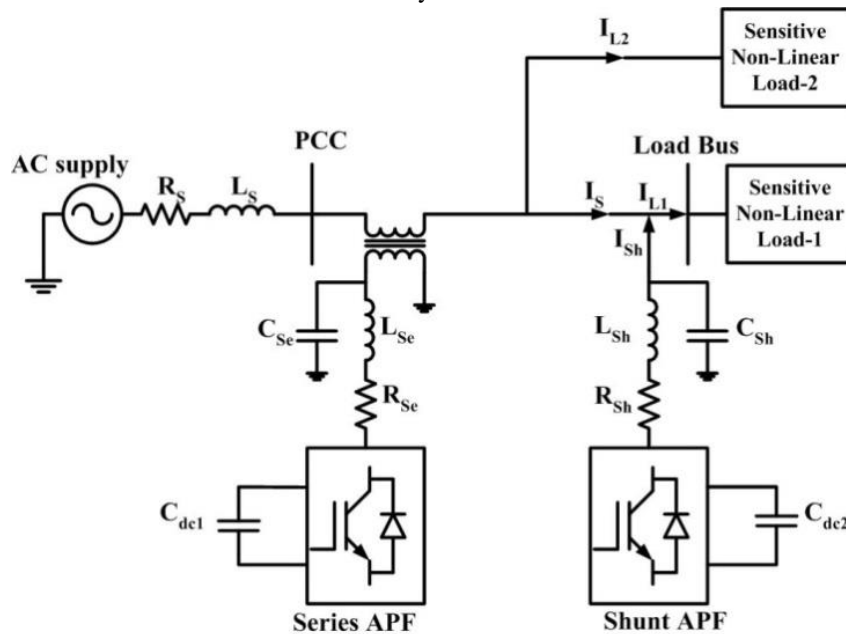 I_L2
Sensitive
Non-Linear
Load-2
PCC
Load Bus
AC supply
R_S
L_S
I_S
I_L1
Sensitive
Non-Linear
Load-1
I_Sh
C_Se
L_Se
L_Sh
C_Sh
R_Se
R_Sh
C_dc1
C_dc2
Series APF
Shunt APF